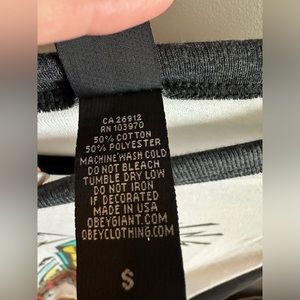 CA 26912
RN 103970
50% COTTON
50% POLYESTER
MACHINE WASH COLD
DO NOT BLEACH
TUMBLE DRY LOW
DO NOT IRON
IF DECORATED
MADE IN USA
OBEYGIANT.COM
OBEYCLOTHING.COM
S